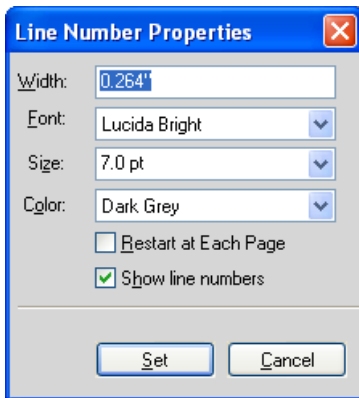 Line Number Properties
Width: 0.264"
Font: Lucida Bright
Size: 7.0 pt
Color: Dark Grey
Restart at Each Page
Show line numbers
Set Cancel